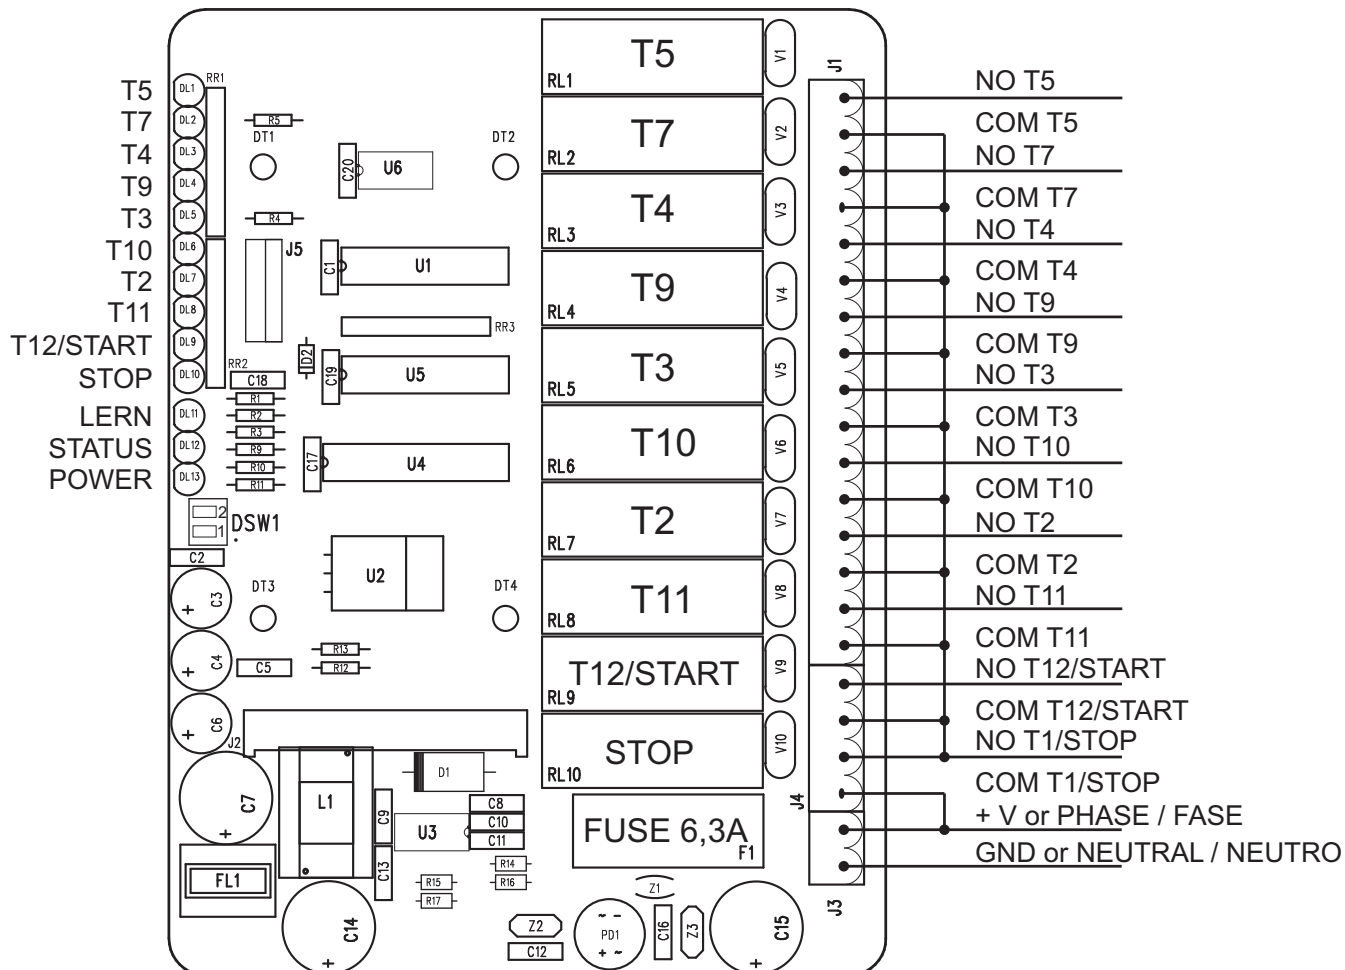 T5
T7
T4
T9
T3
T10
T2
T11
T12/START
STOP
LERN
STATUS
POWER
DL1
DL2
DL3
DL4
DL5
DL6
DL7
DL8
DL9
DL10
DL11
DL12
DL13
RR1
R5
DT1
DT2
C20
U6
R4
J5
C1
U1
RR3
ID2
RR2
C18
C19
U5
R1
R2
R3
R9
R10
R11
C17
U4
2
1
DSW1
C2
U2
C3
+
DT3
DT4
C4
+
C5
R13
R12
C6
+
J2
C7
+
L1
D1
C9
C8
C10
C11
U3
C13
R14
R16
R15
R17
FL1
C14
+
Z2
C12
~ -
PD1
+ ~
Z1
C16
Z3
C15
+
T5
RL1
V1
T7
RL2
V2
T4
RL3
V3
T9
RL4
V4
T3
RL5
V5
T10
RL6
V6
T2
RL7
V7
T11
RL8
V8
T12/START
RL9
V9
STOP
RL10
V10
FUSE 6,3A
F1
J1
J4
J3
NO T5
COM T5
NO T7
COM T7
NO T4
COM T4
NO T9
COM T9
NO T3
COM T3
NO T10
COM T10
NO T2
COM T2
NO T11
COM T11
NO T12/START
COM T12/START
NO T1/STOP
COM T1/STOP
+ V or PHASE / FASE
GND or NEUTRAL / NEUTRO